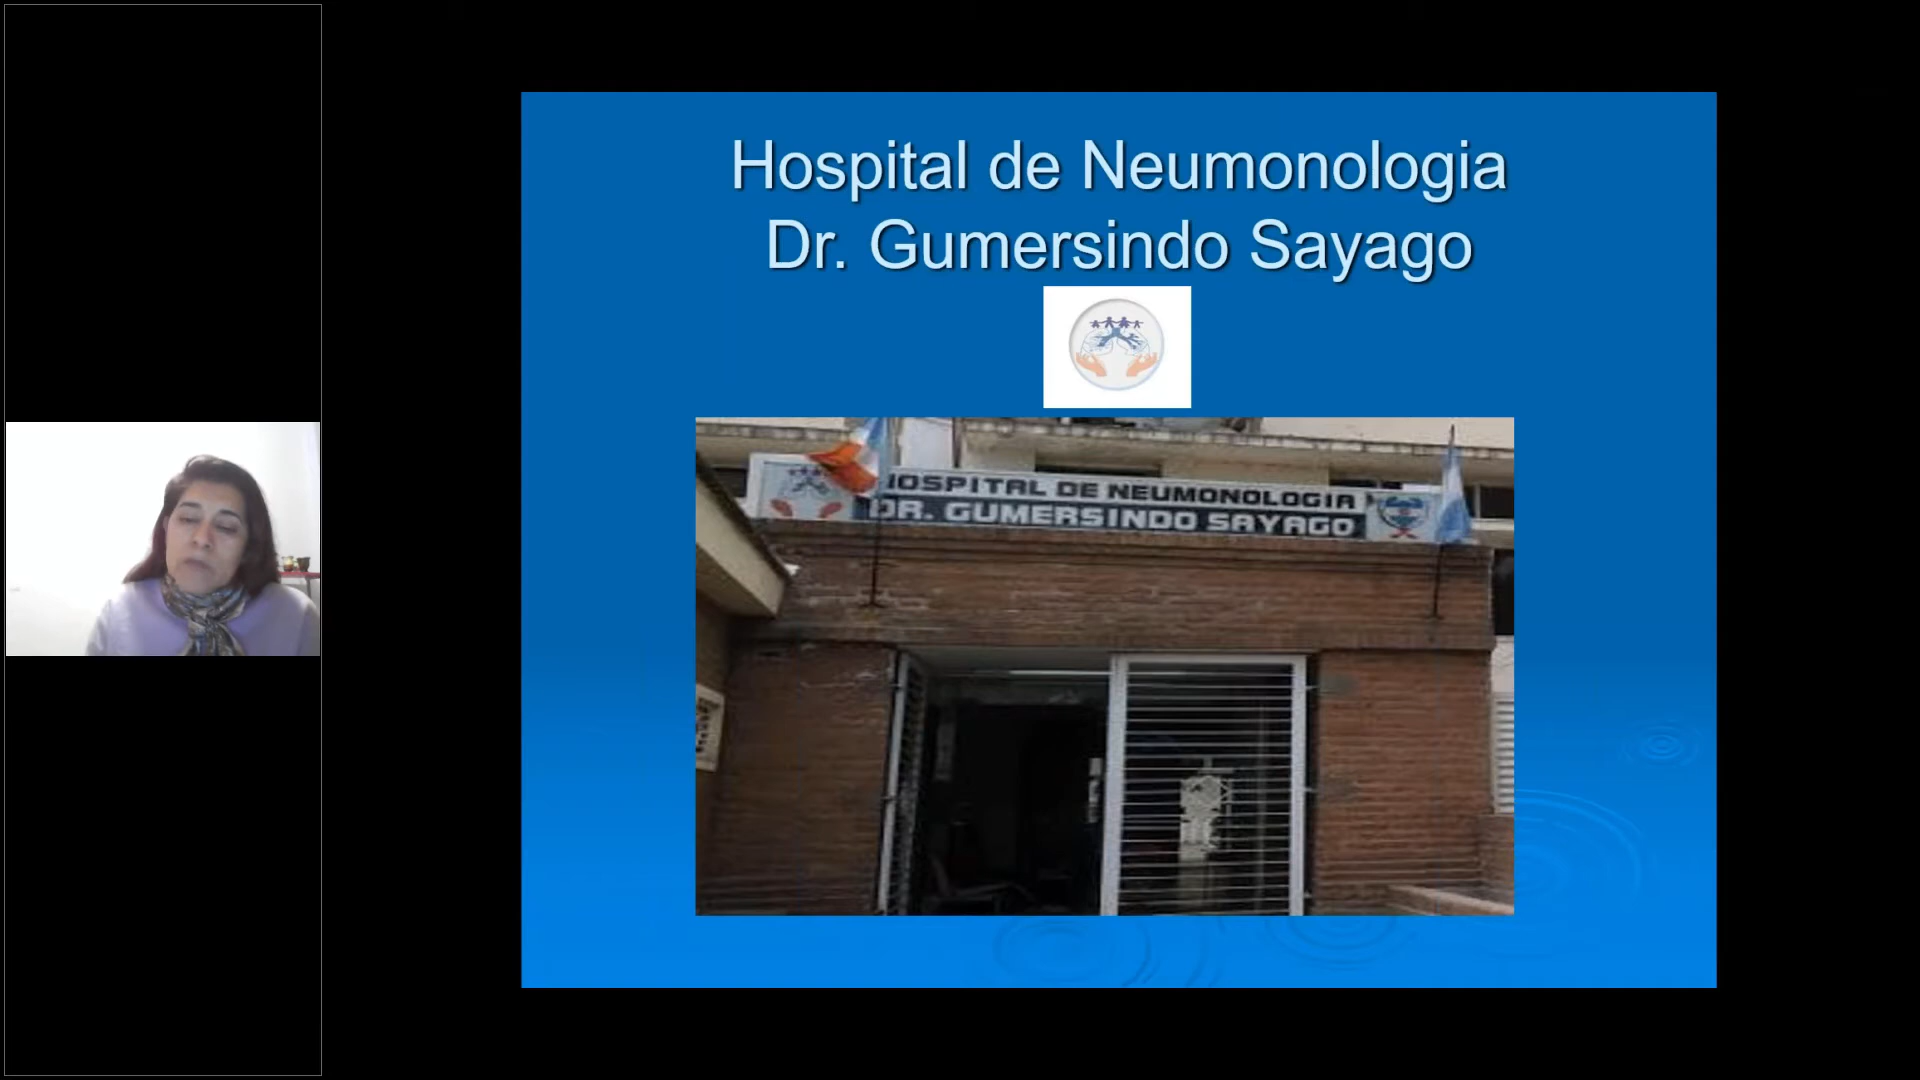 Hospital de Neumonologia
Dr. Gumersindo Sayago
HOSPITAL DE NEUMONOLOGIA
DR. GUMERSINDO SAYAGO